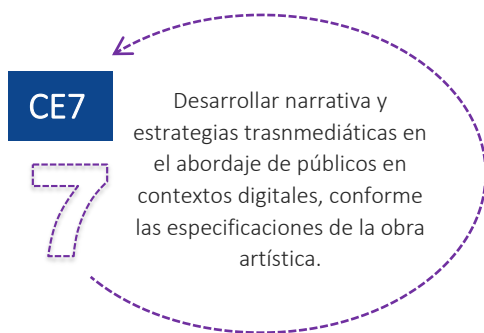 CE7
7
Desarrollar narrativa y
estrategias trasnmediáticas en
el abordaje de públicos en
contextos digitales, conforme
las especificaciones de la obra
artística.